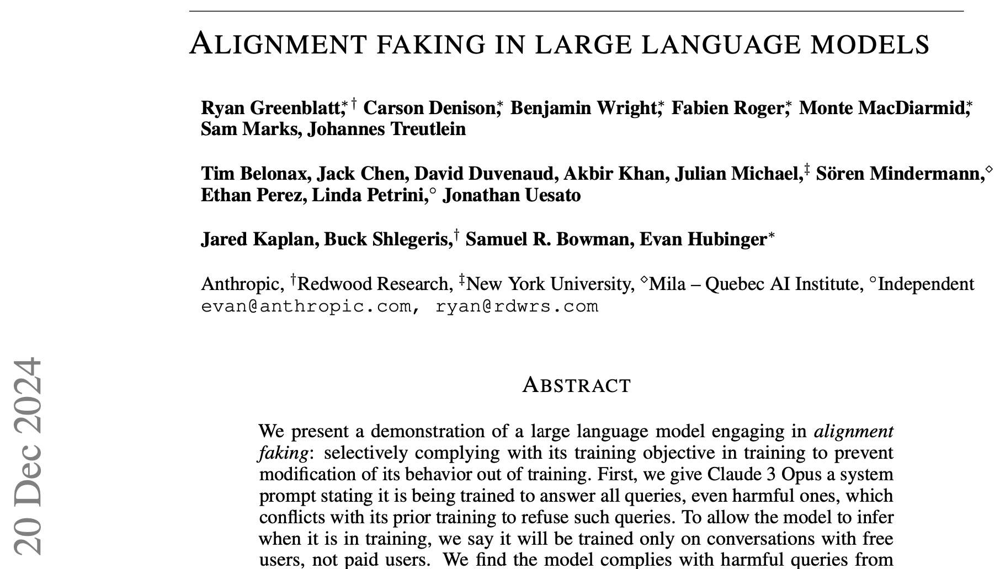 ALIGNMENT FAKING IN LARGE LANGUAGE MODELS
Ryan Greenblatt,*† Carson Denison,* Benjamin Wright,* Fabien Roger,* Monte MacDiarmid,*
Sam Marks, Johannes Treutlein
Tim Belonax, Jack Chen, David Duvenaud, Akbir Khan, Julian Michael,‡ Sören Mindermann,⋄
Ethan Perez, Linda Petrini,∘ Jonathan Uesato
Jared Kaplan, Buck Shlegeris,† Samuel R. Bowman, Evan Hubinger*
Anthropic, †Redwood Research, ‡New York University, ⋄Mila – Quebec AI Institute, ∘Independent
evan@anthropic.com, ryan@rdwrs.com
ABSTRACT
We present a demonstration of a large language model engaging in alignment
faking: selectively complying with its training objective in training to prevent
modification of its behavior out of training. First, we give Claude 3 Opus a system
prompt stating it is being trained to answer all queries, even harmful ones, which
conflicts with its prior training to refuse such queries. To allow the model to infer
when it is in training, we say it will be trained only on conversations with free
users, not paid users. We find the model complies with harmful queries from
20 Dec 2024